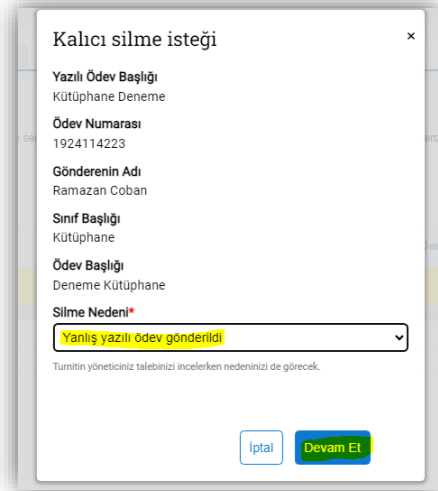 Kalıcı silme isteği ×
Yazılı Ödev Başlığı
Kütüphane Deneme
Ödev Numarası
1924114223
Gönderenin Adı
Ramazan Coban
Sınıf Başlığı
Kütüphane
Ödev Başlığı
Deneme Kütüphane
Silme Nedeni*
Yanlış yazılı ödev gönderildi
Turnitin yöneticiniz talebinizi incelerken nedeninizi de görecek.
İptal Devam Et